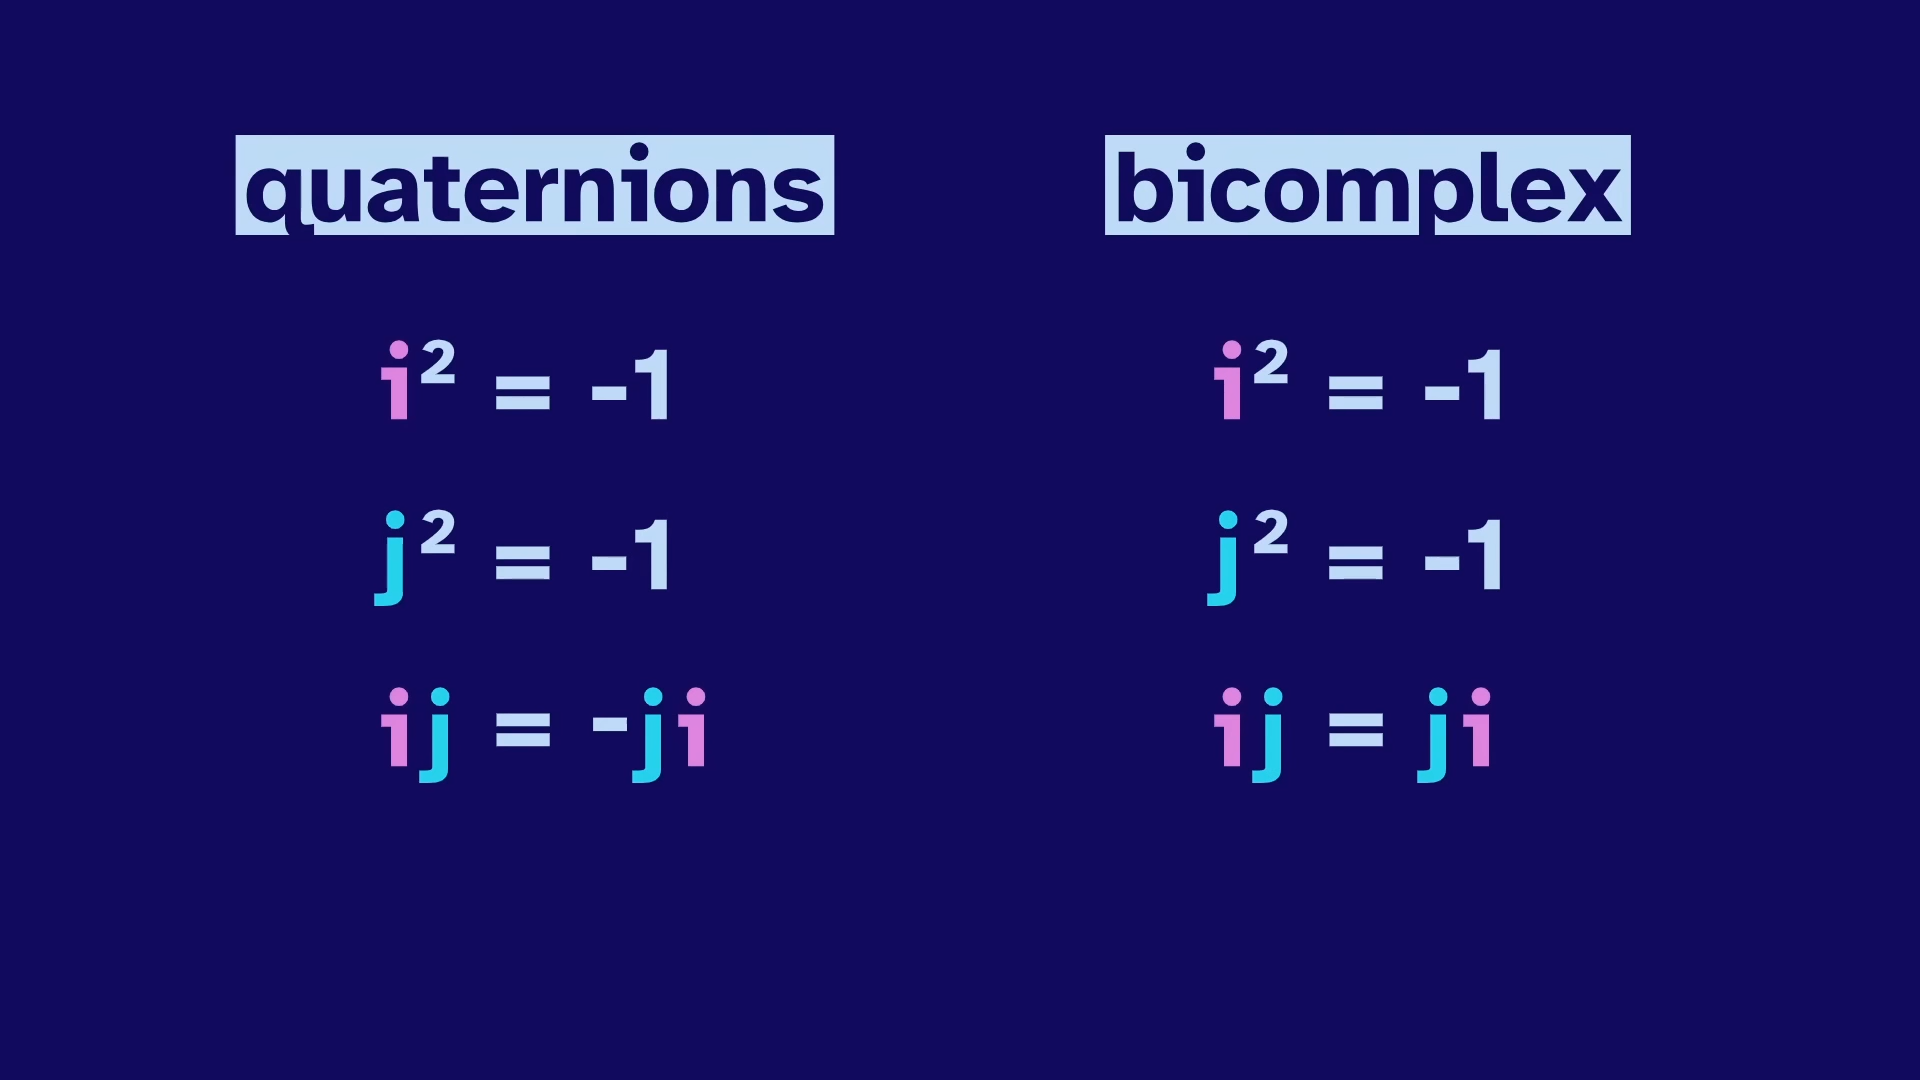 quaternions
i² = -1
j² = -1
ij = -ji
bicomplex
i² = -1
j² = -1
ij = ji